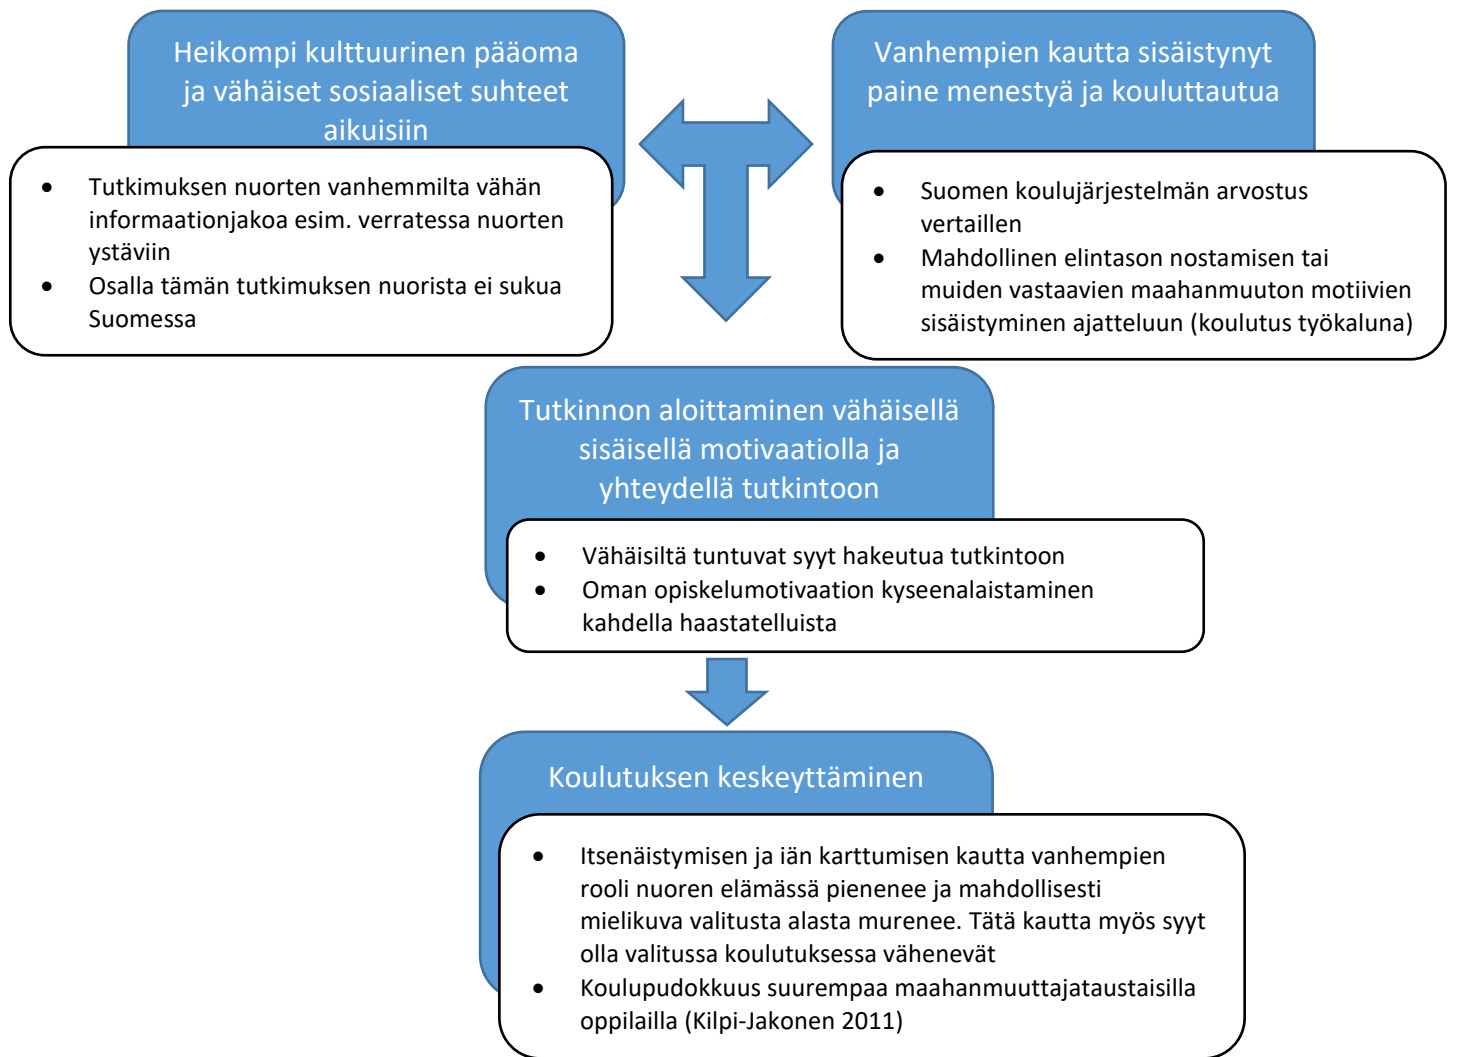 Heikompi kulttuurinen pääoma
ja vähäiset sosiaaliset suhteet
aikuisiin
• Tutkimuksen nuorten vanhemmilta vähän
informaationjakoa esim. verratessa nuorten
ystäviin
• Osalla tämän tutkimuksen nuorista ei sukua
Suomessa
Vanhempien kautta sisäistynyt
paine menestyä ja kouluttautua
• Suomen koulujärjestelmän arvostus
vertaillen
• Mahdollinen elintason nostamisen tai
muiden vastaavien maahanmuuton motiivien
sisäistyminen ajatteluun (koulutus työkaluna)
Tutkinnon aloittaminen vähäisellä
sisäisellä motivaatiolla ja
yhteydellä tutkintoon
• Vähäisiltä tuntuvat syyt hakeutua tutkintoon
• Oman opiskelumotivaation kyseenalaistaminen
kahdella haastatelluista
Koulutuksen keskeyttäminen
• Itsenäistymisen ja iän karttumisen kautta vanhempien
rooli nuoren elämässä pienenee ja mahdollisesti
mielikuva valitusta alasta murenee. Tätä kautta myös syyt
olla valitussa koulutuksessa vähenevät
• Koulupudokkuus suurempaa maahanmuuttajataustaisilla
oppilailla (Kilpi-Jakonen 2011)